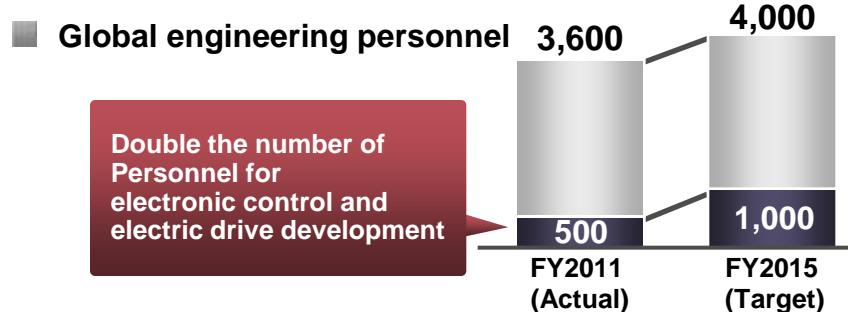 Global engineering personnel
3,600
4,000
Double the number of
Personnel for
electronic control and
electric drive development
500
1,000
FY2011
(Actual)
FY2015
(Target)